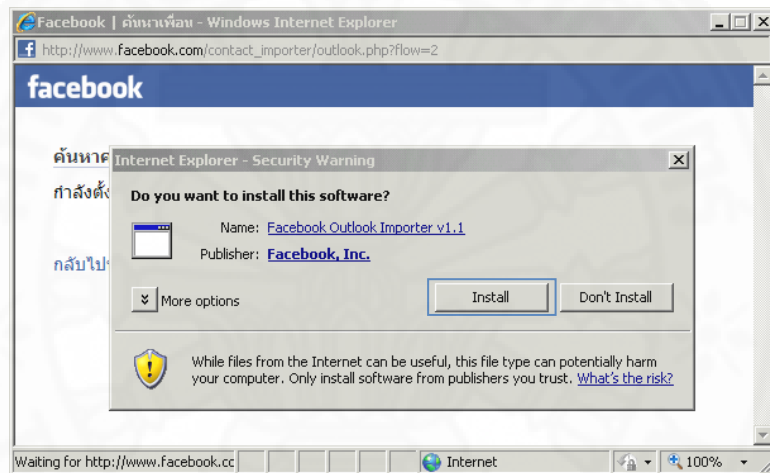 Facebook | ค้นหาเพื่อน - Windows Internet Explorer
http://www.facebook.com/contact_importer/outlook.php?flow=2
facebook
ค้นหา
Internet Explorer - Security Warning
กำลังตั้ง
Do you want to install this software?
Name: Facebook Outlook Importer v1.1
Publisher: Facebook, Inc.
กลับไป
More options
Install
Don't Install
While files from the Internet can be useful, this file type can potentially harm
your computer. Only install software from publishers you trust. What's the risk?
Waiting for http://www.facebook.cc
Internet
100%